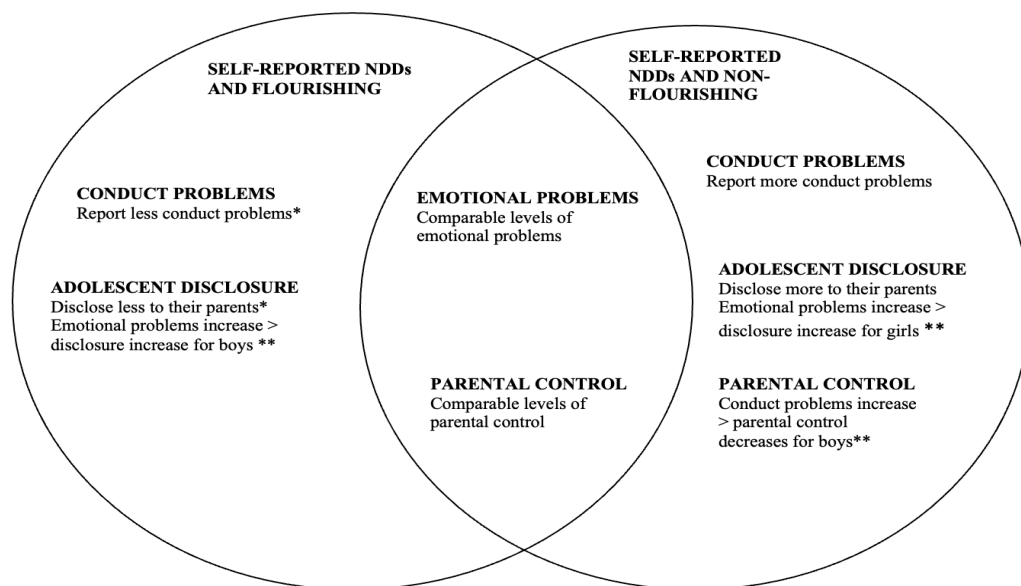 SELF-REPORTED NDDs
AND FLOURISHING
CONDUCT PROBLEMS
Report less conduct problems*
ADOLESCENT DISCLOSURE
Disclose less to their parents*
Emotional problems increase >
disclosure increase for boys **
EMOTIONAL PROBLEMS
Comparable levels of
emotional problems
PARENTAL CONTROL
Comparable levels of
parental control
SELF-REPORTED
NDDs AND NON-
FLOURISHING
CONDUCT PROBLEMS
Report more conduct problems
ADOLESCENT DISCLOSURE
Disclose more to their parents
Emotional problems increase >
disclosure increase for girls **
PARENTAL CONTROL
Conduct problems increase
> parental control
decreases for boys**